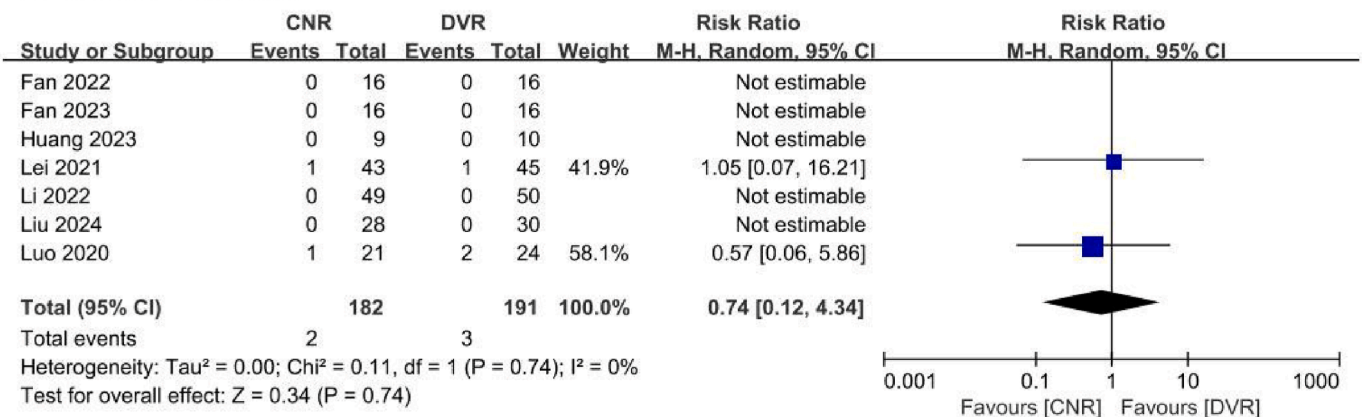 CNR DVR Risk Ratio Risk Ratio
Study or Subgroup Events Total Events Total Weight M-H, Random, 95% CI M-H, Random, 95% CI
Fan 2022 0 16 0 16 Not estimable
Fan 2023 0 16 0 16 Not estimable
Huang 2023 0 9 0 10 Not estimable
Lei 2021 1 43 1 45 41.9% 1.05 [0.07, 16.21]
Li 2022 0 49 0 50 Not estimable
Liu 2024 0 28 0 30 Not estimable
Luo 2020 1 21 2 24 58.1% 0.57 [0.06, 5.86]
Total (95% CI) 182 191 100.0% 0.74 [0.12, 4.34]
Total events 2 3
Heterogeneity: Tau² = 0.00; Chi² = 0.11, df = 1 (P = 0.74); I² = 0%
Test for overall effect: Z = 0.34 (P = 0.74)
0.001 0.1 1 10 1000
Favours [CNR] Favours [DVR]